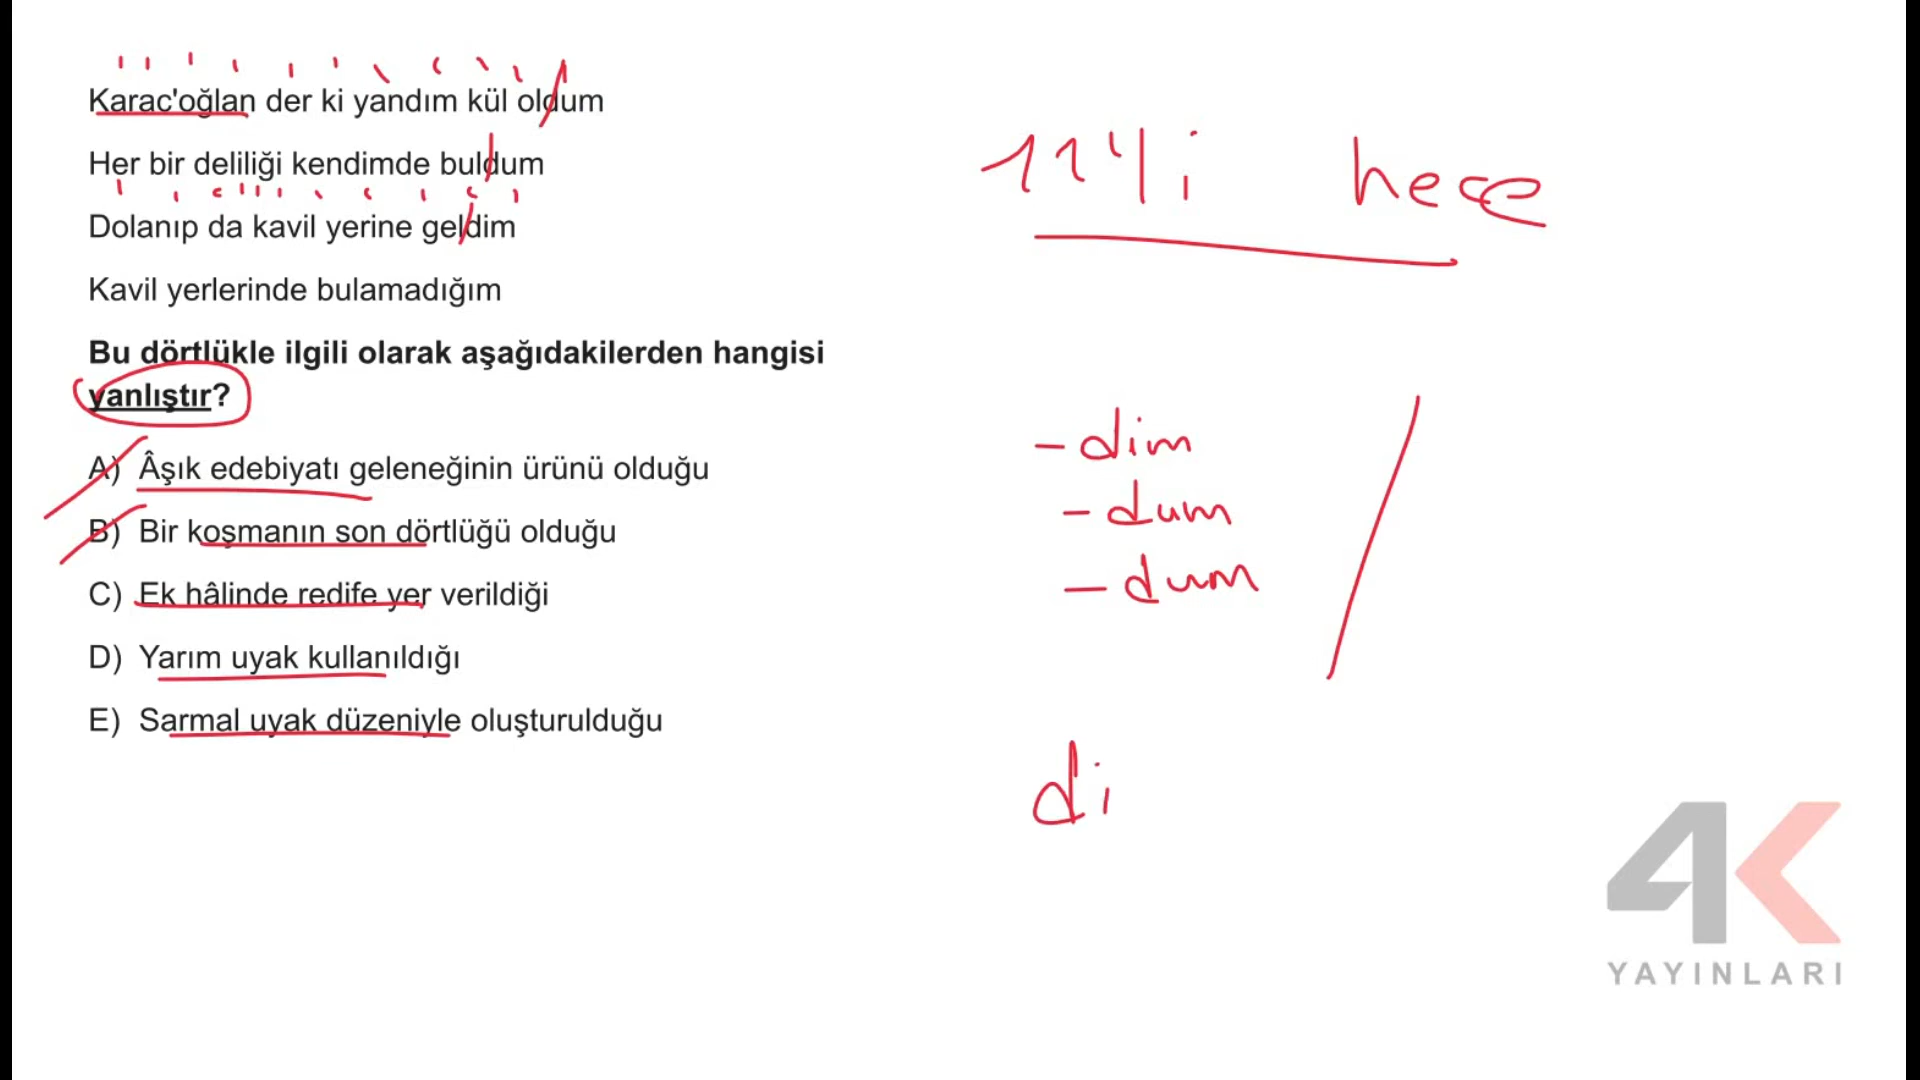 Karac'oğlan der ki yandım kül oldum
Her bir deliliği kendimde buldum
Dolanıp da kavil yerine geldim
Kavil yerlerinde bulamadığım
Bu dörtlükle ilgili olarak aşağıdakilerden hangisi
yanlıştır?
A) Âşık edebiyatı geleneğinin ürünü olduğu
B) Bir koşmanın son dörtlüğü olduğu
C) Ek hâlinde redife yer verildiği
D) Yarım uyak kullanıldığı
E) Sarmal uyak düzeniyle oluşturulduğu
11'li hece
-dim
-dum
-dum
di
4K
YAYINLARI